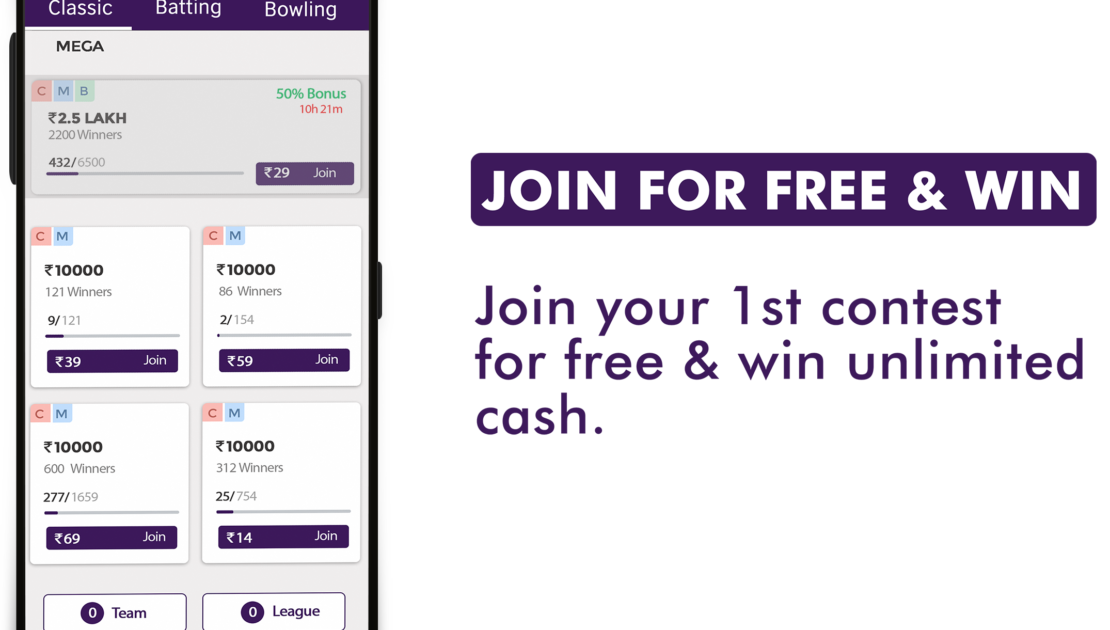 Classic Batting Bowling
MEGA
C M B
50% Bonus
10h 21m
₹2.5 LAKH
2200 Winners
432/6500
₹29 Join
C M
₹10000
121 Winners
9/121
₹39 Join
C M
₹10000
86 Winners
2/154
₹59 Join
C M
₹10000
600 Winners
277/1659
₹69 Join
C M
₹10000
312 Winners
25/754
₹14 Join
0 Team
0 League
JOIN FOR FREE & WIN
Join your 1st contest
for free & win unlimited
cash.